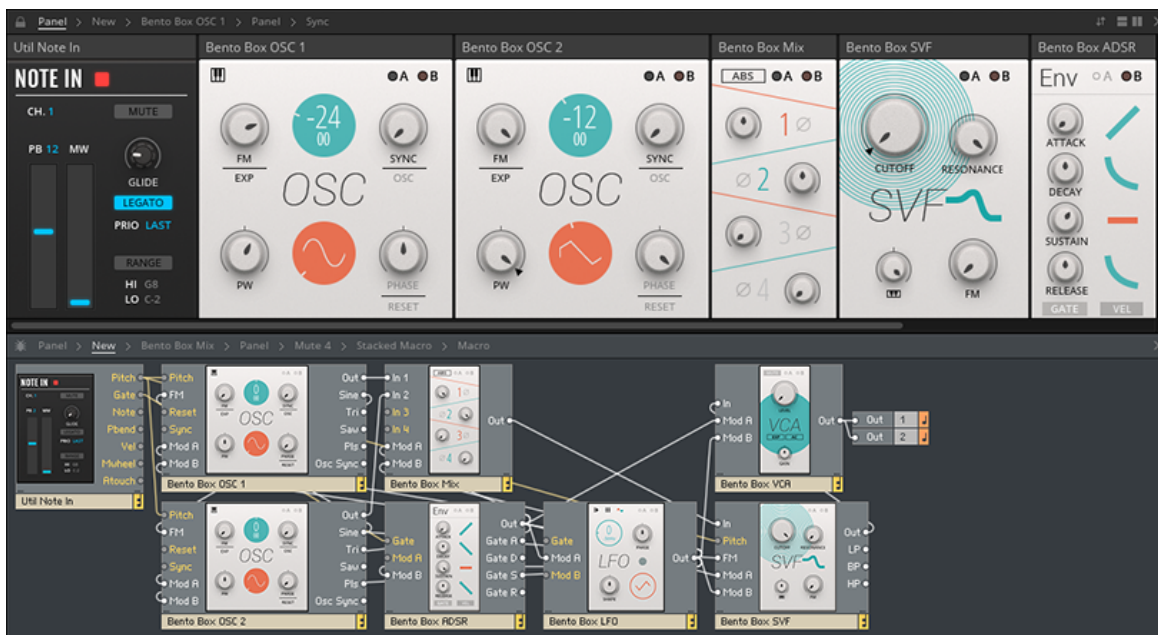 Panel > New > Bento Box OSC 1 > Panel > Sync
Util Note In
Bento Box OSC 1
Bento Box OSC 2
Bento Box Mix
Bento Box SVF
Bento Box ADSR
NOTE IN
CH. 1
MUTE
PB 12 MW
GLIDE
LEGATO
PRIO LAST
RANGE
HI G8
LO C-2
A B
-24
00
FM
EXP
SYNC
OSC
OSC
PW
PHASE
RESET
A B
-12
00
FM
EXP
SYNC
OSC
OSC
PW
PHASE
RESET
ABS A B
1 Ø
Ø 2
3 Ø
Ø 4
A B
CUTOFF
RESONANCE
SVF
FM
Env A B
ATTACK
DECAY
SUSTAIN
RELEASE
GATE VEL
Panel > New > Bento Box Mix > Panel > Mute 4 > Stacked Macro > Macro
NOTE IN
Pitch
Gate
Note
Pbend
Vel
Mwheel
Atouch
Util Note In
Pitch
FM
Reset
Sync
Mod A
Mod B
OSC
Out
Sine
Tri
Saw
Pls
Osc Sync
Bento Box OSC 1
In 1
In 2
In 3
In 4
Mod A
Mod B
Out
Bento Box Mix
In
Mod A
Mod B
VCA
Out
Bento Box VCA
Out 1
Out 2
Pitch
FM
Reset
Sync
Mod A
Mod B
OSC
Out
Sine
Tri
Saw
Pls
Osc Sync
Bento Box OSC 2
Gate
Mod A
Mod B
Env
Out
Gate A
Gate D
Gate S
Gate R
Bento Box ADSR
Gate
Mod A
Mod B
LFO
Out
Bento Box LFO
In
Pitch
FM
Mod A
Mod B
SVF
Out
LP
BP
HP
Bento Box SVF